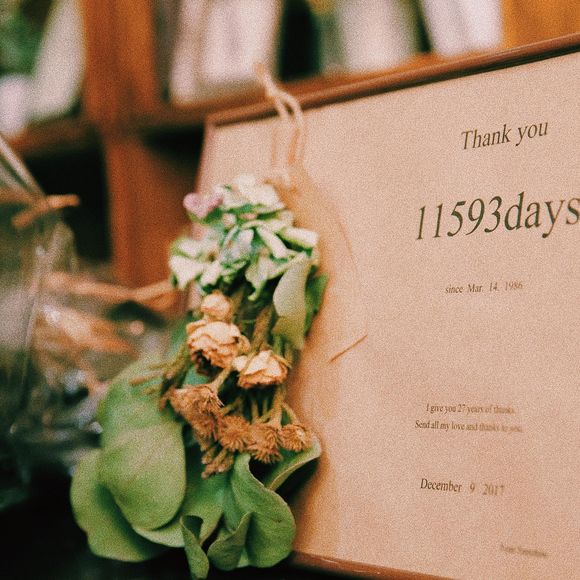 Thank you
11593days
since Mar. 14. 1986
I give you 27 years of thanks.
Send all my love and thanks to you.
December 9 2017